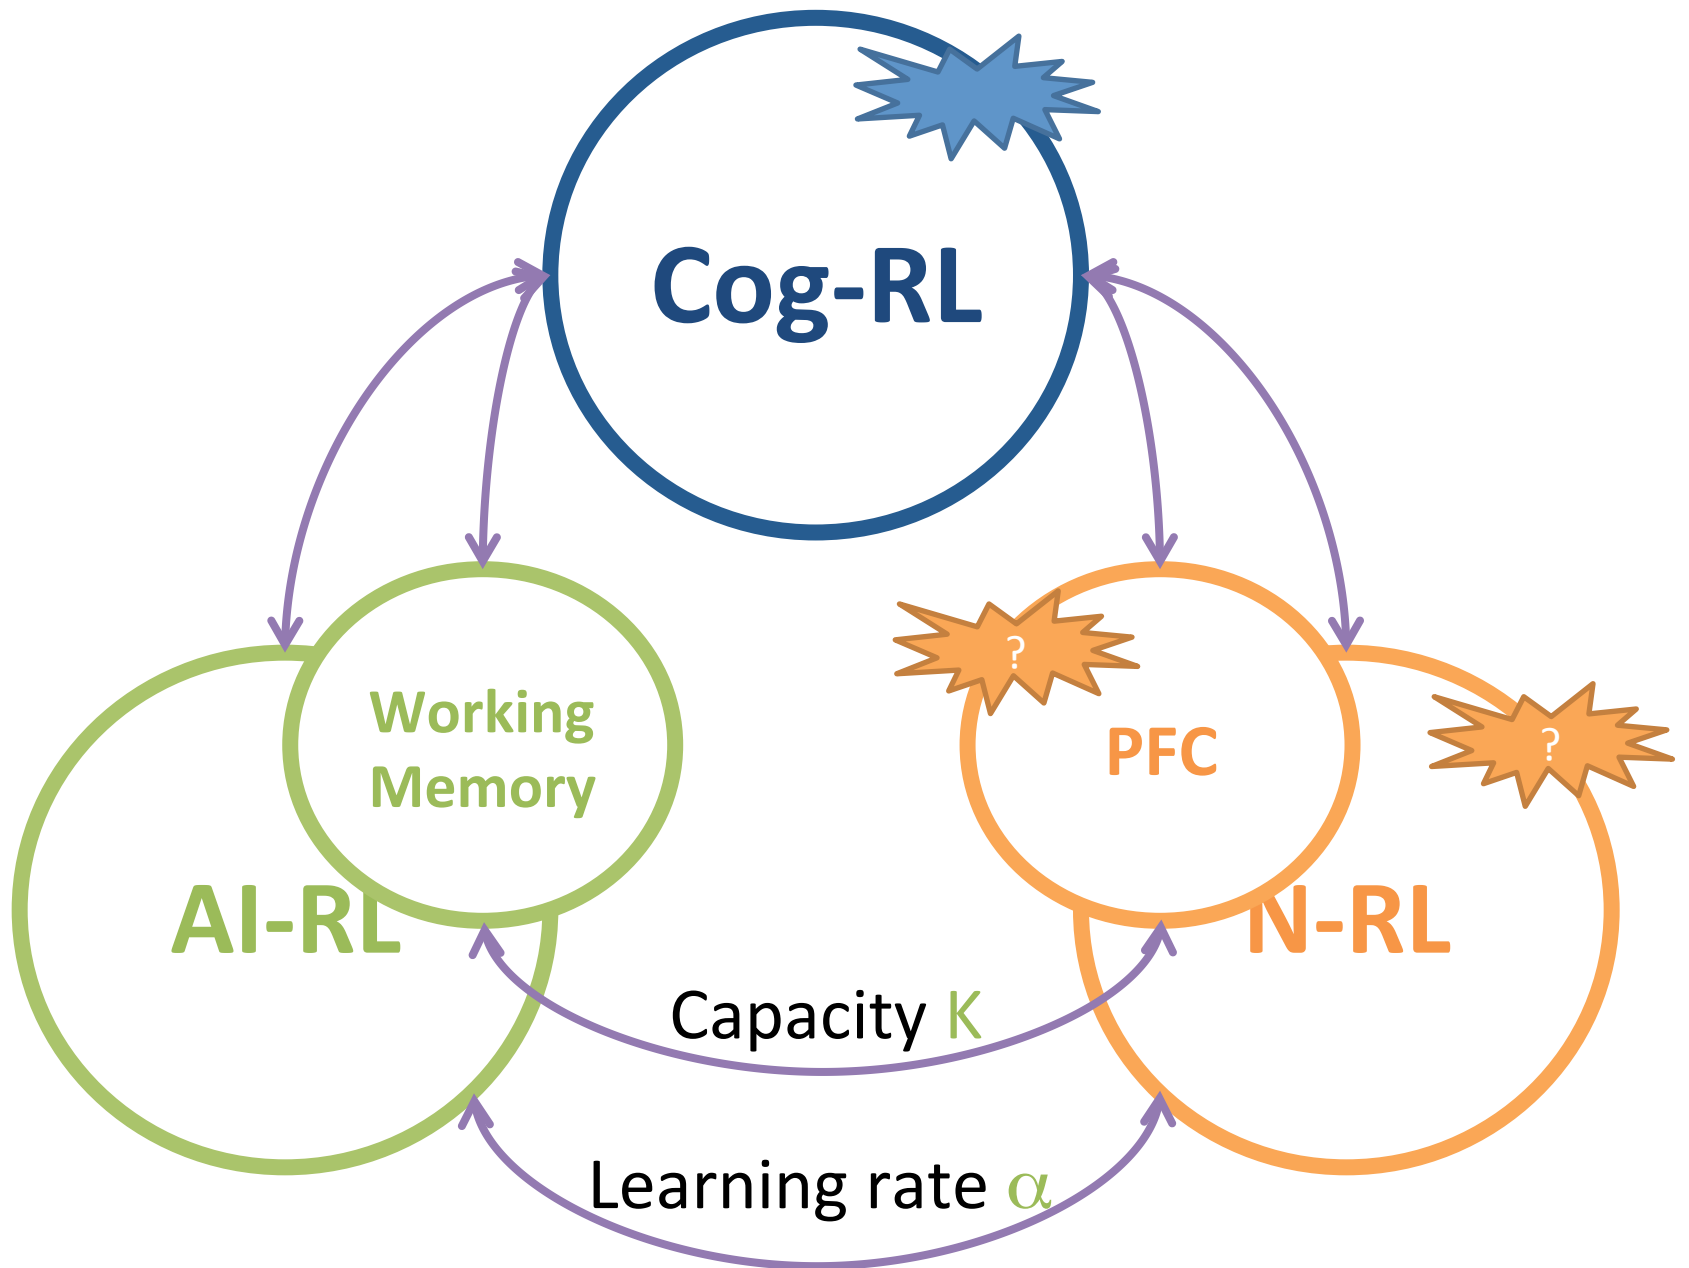 Cog-RL
?
Working
Memory
PFC
?
AI-RL
N-RL
Capacity K
Learning rate α